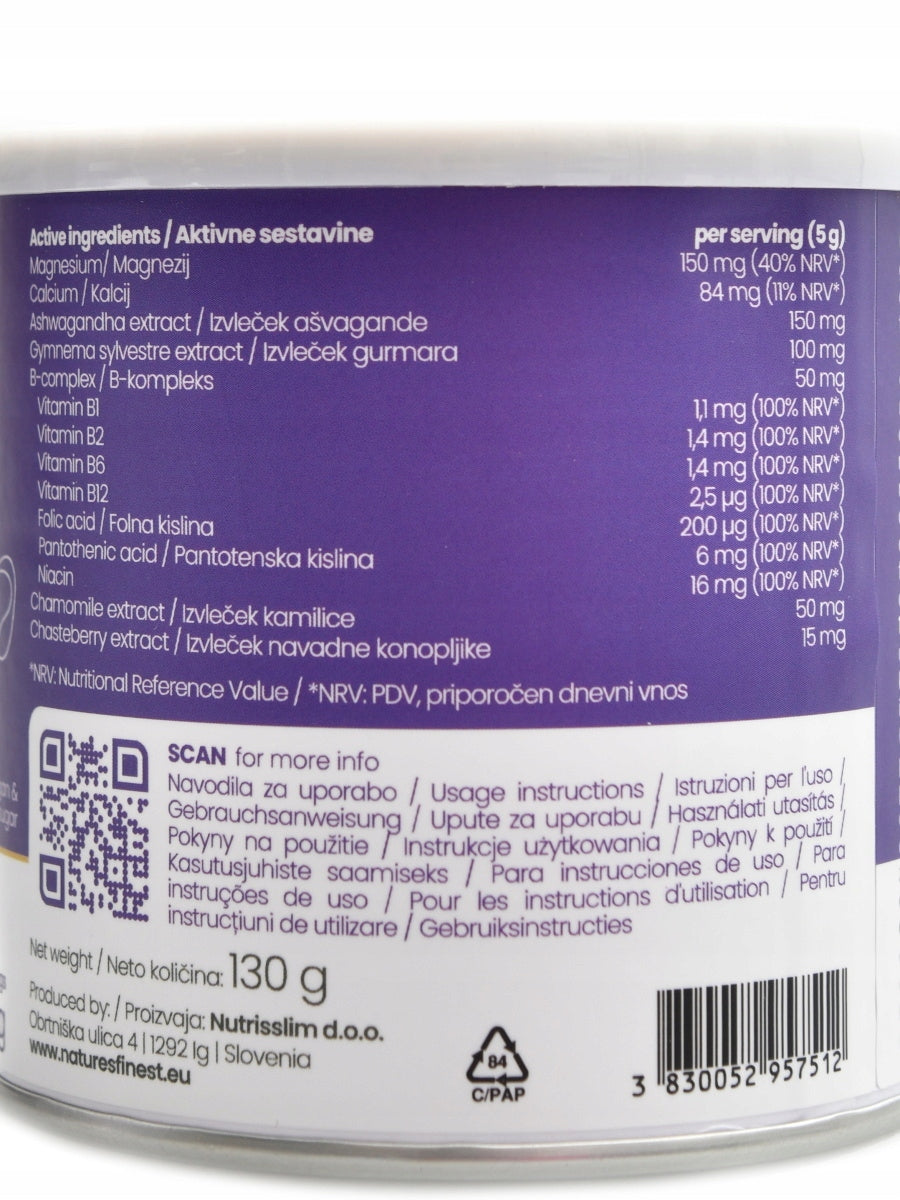 Active ingredients / Aktivne sestavine per serving (5 g)
Magnesium/ Magnezij 150 mg (40% NRV*)
Calcium / Kalcij 84 mg (11% NRV*)
Ashwagandha extract / Izvleček ašvagande 150 mg
Gymnema sylvestre extract / Izvleček gurmara 100 mg
B-complex / B-kompleks 50 mg
Vitamin B1 1,1 mg (100% NRV*)
Vitamin B2 1,4 mg (100% NRV*)
Vitamin B6 1,4 mg (100% NRV*)
Vitamin B12 2,5 µg (100% NRV*)
Folic acid / Folna kislina 200 µg (100% NRV*)
Pantothenic acid / Pantotenska kislina 6 mg (100% NRV*)
Niacin 16 mg (100% NRV*)
Chamomile extract / Izvleček kamilice 50 mg
Chasteberry extract / Izvleček navadne konopljike 15 mg
*NRV: Nutritional Reference Value / *NRV: PDV, priporočen dnevni vnos
SCAN for more info
Navodila za uporabo / Usage instructions / Istruzioni per l'uso /
Gebrauchsanweisung / Upute za uporabu / Használati utasítás /
Pokyny na použitie / Instrukcje użytkowania / Pokyny k použití /
Kasutusjuhiste saamiseks / Para instrucciones de uso / Para
instruções de uso / Pour les instructions d'utilisation / Pentru
instrucțiuni de utilizare / Gebruiksinstructies
Net weight / Neto količina: 130 g
Produced by: / Proizvaja: Nutrisslim d.o.o.
Obrtniška ulica 4 | 1292 Ig | Slovenia
www.naturesfinest.eu
84
C/PAP
3 830052 957512